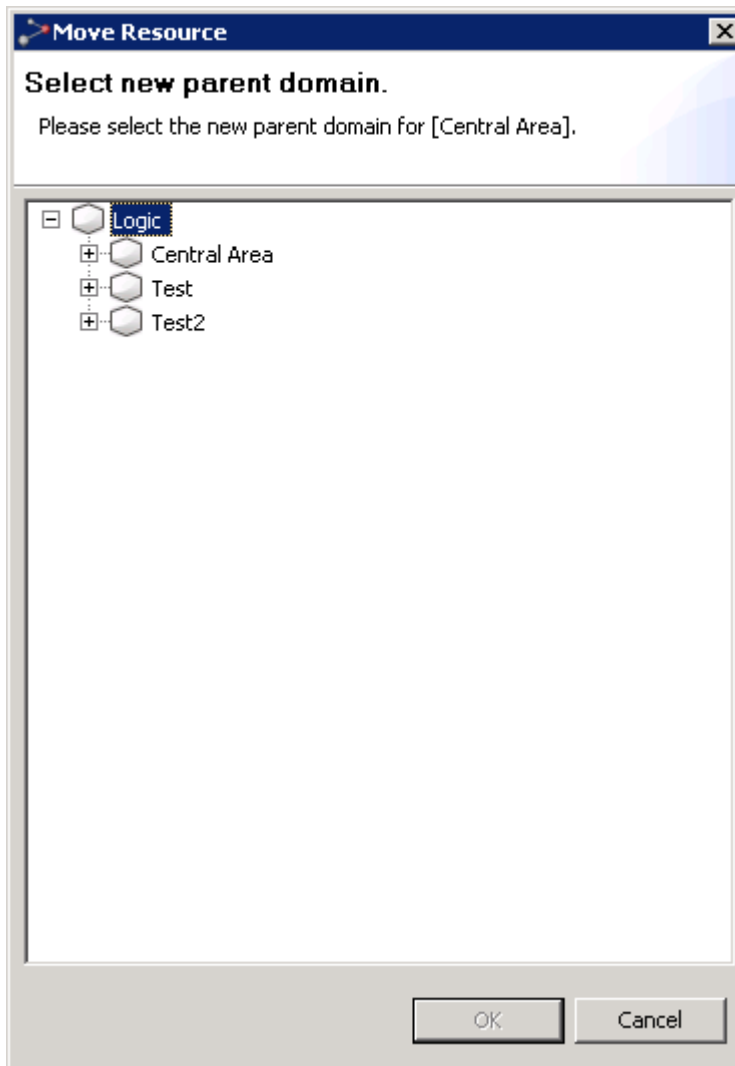 Move Resource
Select new parent domain.
Please select the new parent domain for [Central Area].
Logic
Central Area
Test
Test2
OK
Cancel